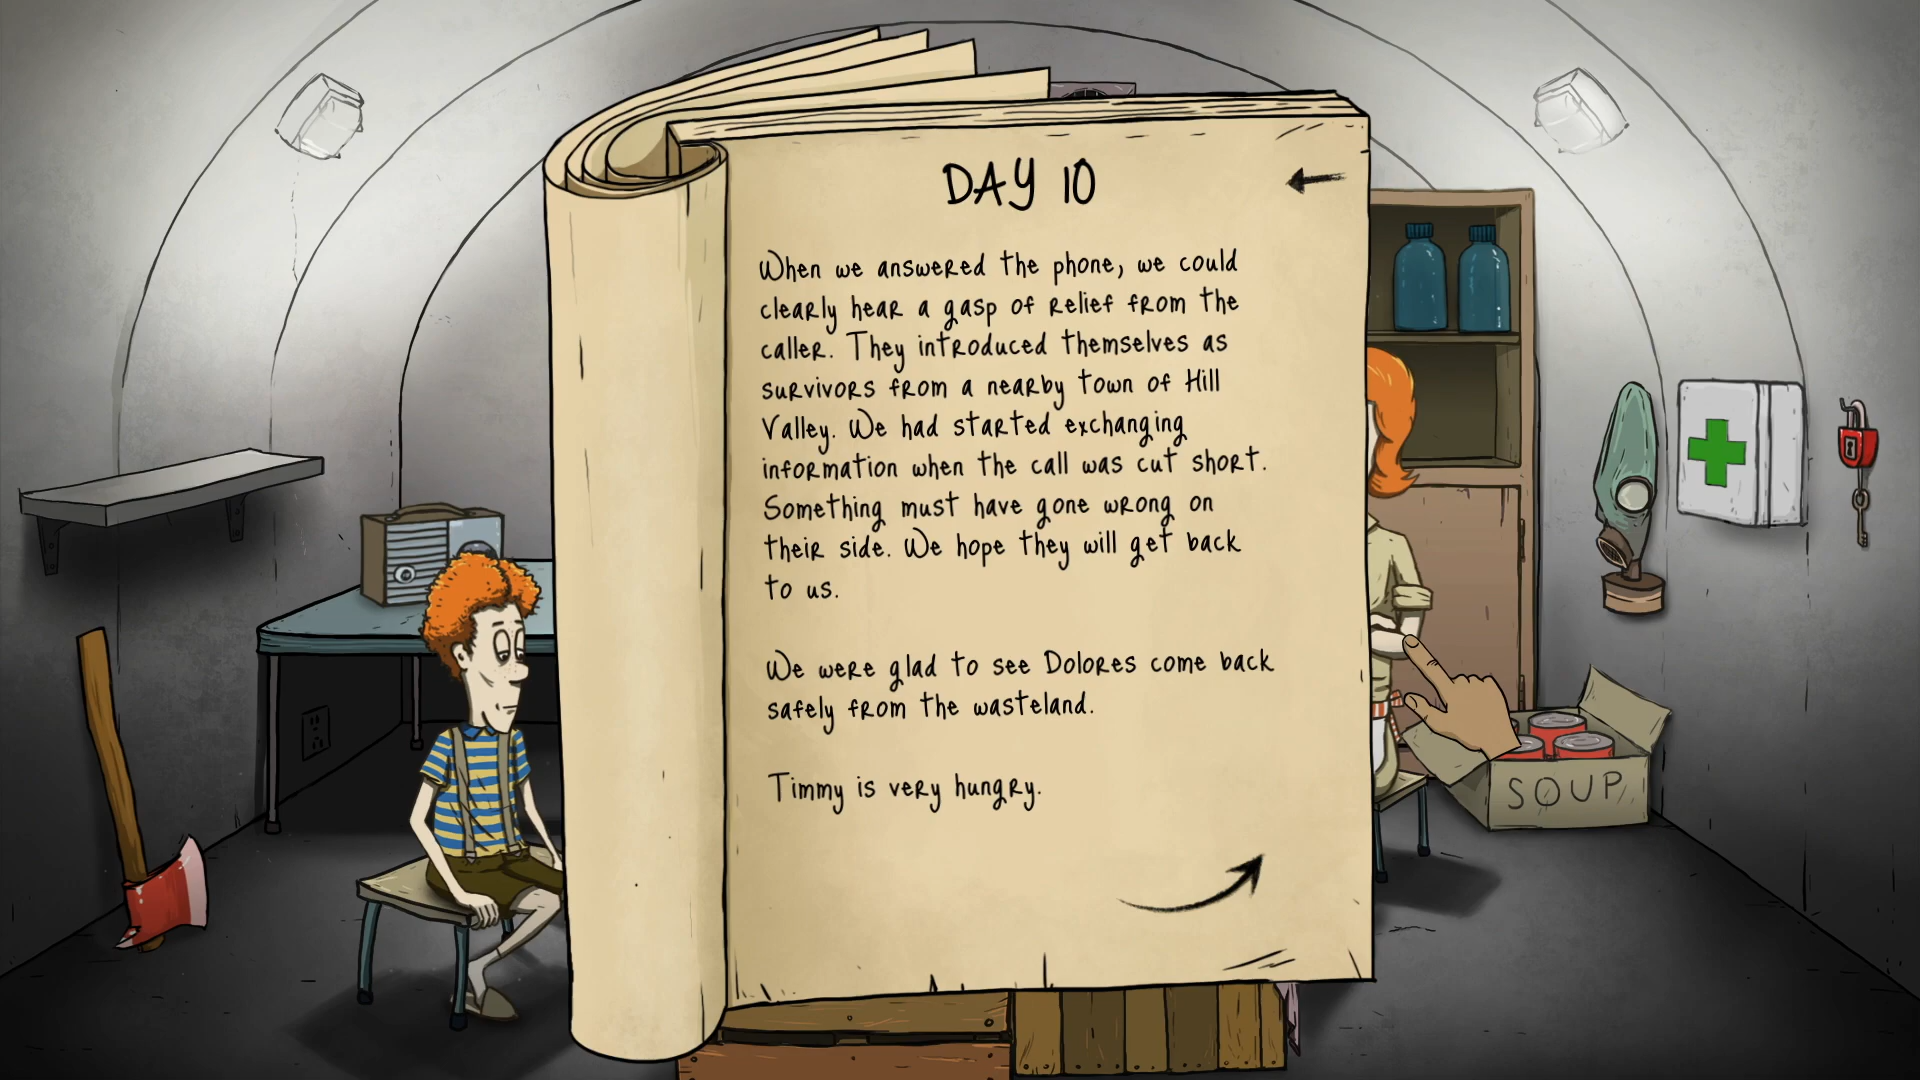 DAY 10
When we answered the phone, we could
clearly hear a gasp of relief from the
caller. They introduced themselves as
survivors from a nearby town of Hill
Valley. We had started exchanging
information when the call was cut short.
Something must have gone wrong on
their side. We hope they will get back
to us.
We were glad to see Dolores come back
safely from the wasteland.
Timmy is very hungry.
SOUP